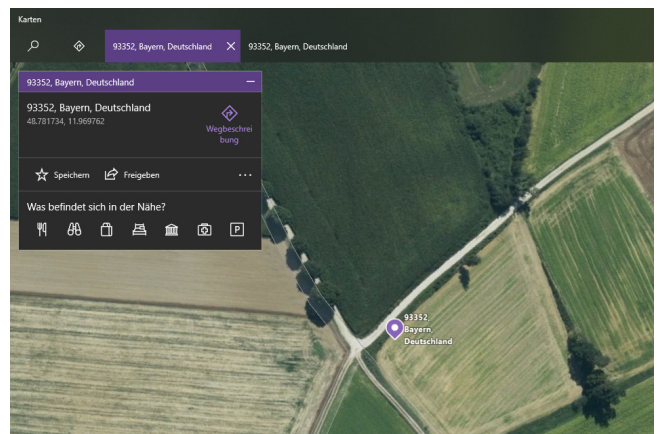 Karten
93352, Bayern, Deutschland
93352, Bayern, Deutschland
93352, Bayern, Deutschland
93352, Bayern, Deutschland
48.781734, 11.969762
Wegbeschrei
bung
Speichern
Freigeben
Was befindet sich in der Nähe?
P
93352,
Bayern,
Deutschland